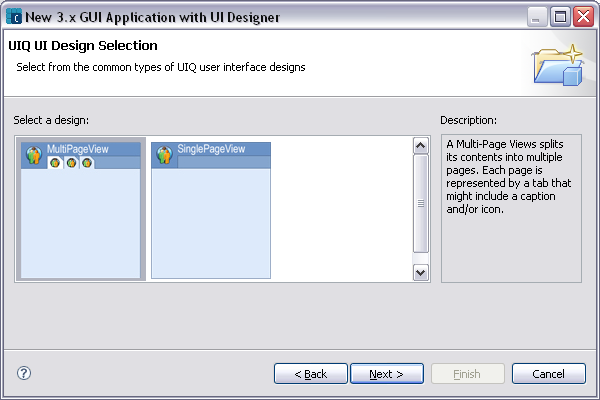 New 3.x GUI Application with UI Designer
UIQ UI Design Selection
Select from the common types of UIQ user interface designs
Select a design:
Description:
MultiPageView
SinglePageView
A Multi-Page Views splits
its contents into multiple
pages. Each page is
represented by a tab that
might include a caption
and/or icon.
< Back
Next >
Finish
Cancel